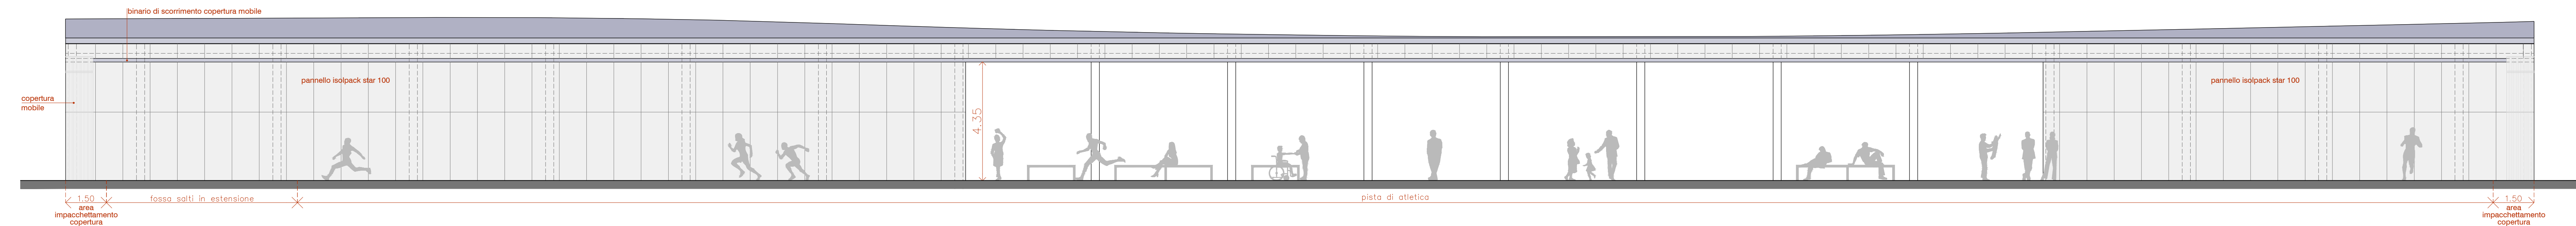 binario di scorrimento copertura mobile
pannello isolpack star 100
pannello isolpack star 100
copertura
mobile
4.35
1.50
fossa salti in estensione
pista di atletica
1.50
area
impacchettamento
copertura
area
impacchettamento
copertura